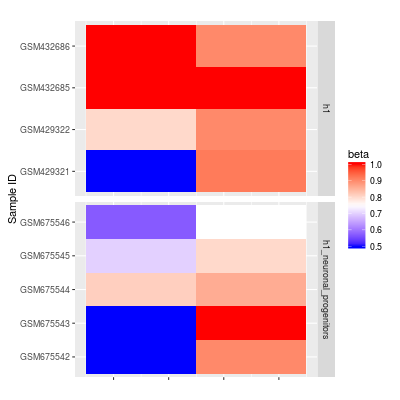 GSM432686
GSM432685
GSM429322
GSM429321
h1
GSM675546
GSM675545
GSM675544
GSM675543
GSM675542
h1_neuronal_progenitors
Sample ID
beta
1.0
0.9
0.8
0.7
0.6
0.5